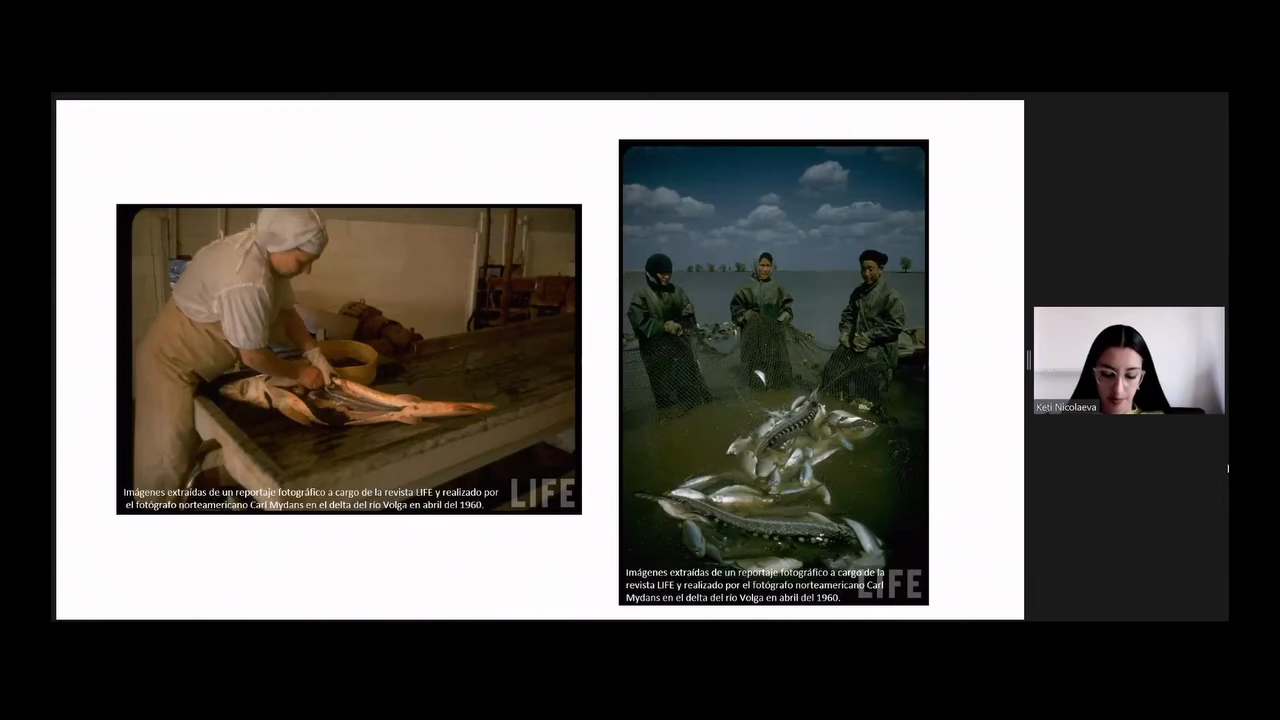 Imágenes extraídas de un reportaje fotográfico a cargo de la revista LIFE y realizado por
el fotógrafo norteamericano Carl Mydans en el delta del río Volga en abril del 1960.
LIFE
Imágenes extraídas de un reportaje fotográfico a cargo de la
revista LIFE y realizado por el fotógrafo norteamericano Carl
Mydans en el delta del río Volga en abril del 1960.
LIFE
Keti Nicolaeva